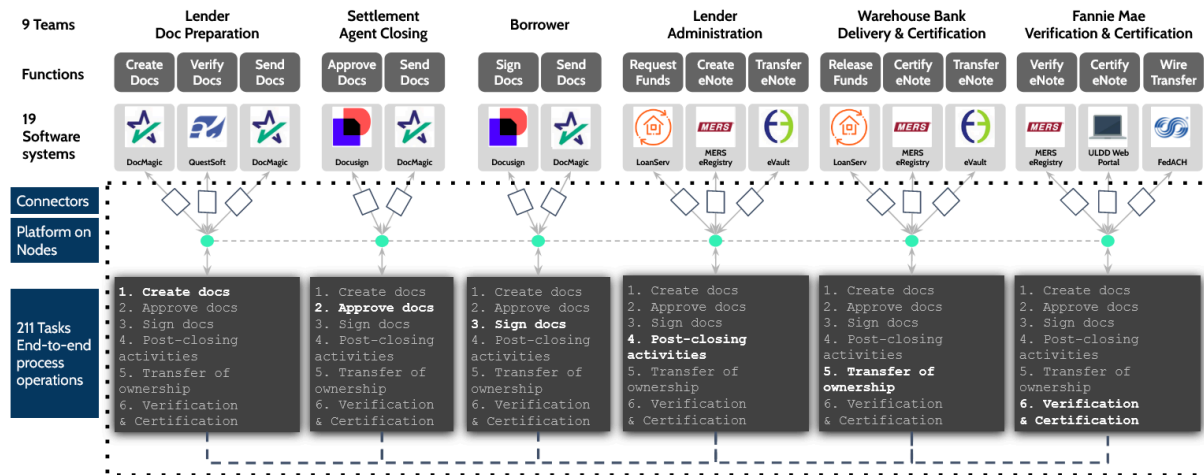 9 Teams
Lender
Doc Preparation
Settlement
Agent Closing
Borrower
Lender
Administration
Warehouse Bank
Delivery & Certification
Fannie Mae
Verification & Certification
Functions
Create
Docs
Verify
Docs
Send
Docs
Approve
Docs
Send
Docs
Sign
Docs
Send
Docs
Request
Funds
Create
eNote
Transfer
eNote
Release
Funds
Certify
eNote
Transfer
eNote
Verify
eNote
Certify
eNote
Wire
Transfer
19
Software
systems
DocMagic
QuestSoft
DocMagic
Docusign
DocMagic
Docusign
DocMagic
LoanServ
MERS
MERS
eRegistry
eVault
LoanServ
MERS
MERS
eRegistry
eVault
MERS
MERS
eRegistry
ULDD Web
Portal
FedACH
Connectors
Platform on
Nodes
211 Tasks
End-to-end
process
operations
1. Create docs
2. Approve docs
3. Sign docs
4. Post-closing
activities
5. Transfer of
ownership
6. Verification
& Certification
1. Create docs
2. Approve docs
3. Sign docs
4. Post-closing
activities
5. Transfer of
ownership
6. Verification
& Certification
1. Create docs
2. Approve docs
3. Sign docs
4. Post-closing
activities
5. Transfer of
ownership
6. Verification
& Certification
1. Create docs
2. Approve docs
3. Sign docs
4. Post-closing
activities
5. Transfer of
ownership
6. Verification
& Certification
1. Create docs
2. Approve docs
3. Sign docs
4. Post-closing
activities
5. Transfer of
ownership
6. Verification
& Certification
1. Create docs
2. Approve docs
3. Sign docs
4. Post-closing
activities
5. Transfer of
ownership
6. Verification
& Certification